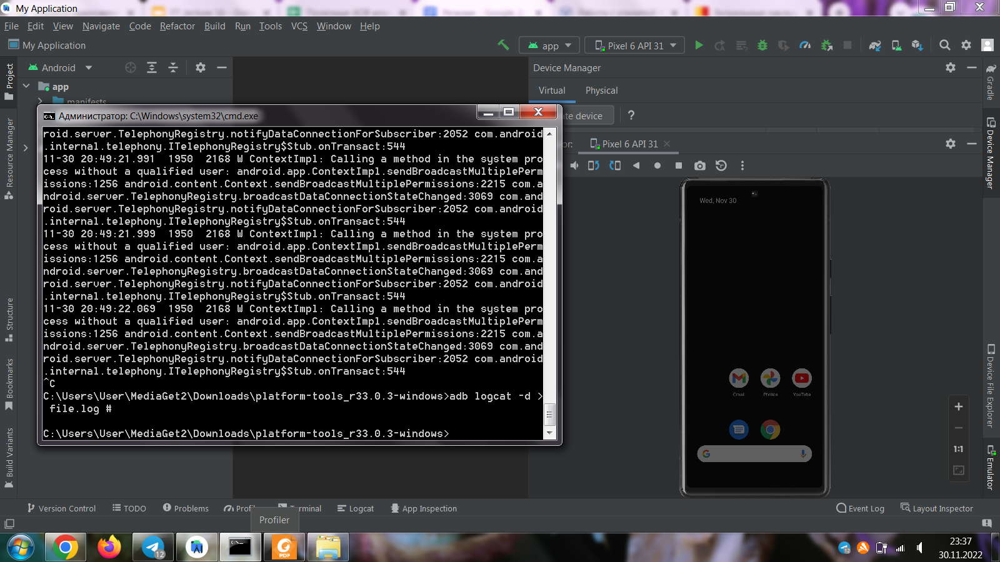 My Application
File Edit View Navigate Code Refactor Build Run Tools VCS Window Help
My Application
app
Pixel 6 API 31
Project
Resource Manager
Structure
Bookmarks
Build Variants
Android
app
manifests
Device Manager
Virtual Physical
te device ?
or: Pixel 6 API 31
Администратор: C:\Windows\system32\cmd.exe
roid.server.TelephonyRegistry.notifyDataConnectionForSubscriber:2052 com.android
.internal.telephony.ITelephonyRegistry$Stub.onTransact:544
11-30 20:49:21.991  1950  2168 W ContextImpl: Calling a method in the system pro
cess without a qualified user: android.app.ContextImpl.sendBroadcastMultiplePerm
issions:1256 android.content.Context.sendBroadcastMultiplePermissions:2215 com.a
ndroid.server.TelephonyRegistry.broadcastDataConnectionStateChanged:3069 com.and
roid.server.TelephonyRegistry.notifyDataConnectionForSubscriber:2052 com.android
.internal.telephony.ITelephonyRegistry$Stub.onTransact:544
11-30 20:49:21.999  1950  2168 W ContextImpl: Calling a method in the system pro
cess without a qualified user: android.app.ContextImpl.sendBroadcastMultiplePerm
issions:1256 android.content.Context.sendBroadcastMultiplePermissions:2215 com.a
ndroid.server.TelephonyRegistry.broadcastDataConnectionStateChanged:3069 com.and
roid.server.TelephonyRegistry.notifyDataConnectionForSubscriber:2052 com.android
.internal.telephony.ITelephonyRegistry$Stub.onTransact:544
11-30 20:49:22.069  1950  2168 W ContextImpl: Calling a method in the system pro
cess without a qualified user: android.app.ContextImpl.sendBroadcastMultiplePerm
issions:1256 android.content.Context.sendBroadcastMultiplePermissions:2215 com.a
ndroid.server.TelephonyRegistry.broadcastDataConnectionStateChanged:3069 com.and
roid.server.TelephonyRegistry.notifyDataConnectionForSubscriber:2052 com.android
.internal.telephony.ITelephonyRegistry$Stub.onTransact:544
^C
C:\Users\User\MediaGet2\Downloads\platform-tools_r33.0.3-windows>adb logcat -d >
 file.log #
C:\Users\User\MediaGet2\Downloads\platform-tools_r33.0.3-windows>
Wed, Nov 30
Gmail Photos YouTube
1:1
Gradle
Device Manager
Device File Explorer
Emulator
Version Control TODO Problems Profi rminal Logcat App Inspection Event Log Layout Inspector
Profiler
12
PDF
12
23:37
30.11.2022